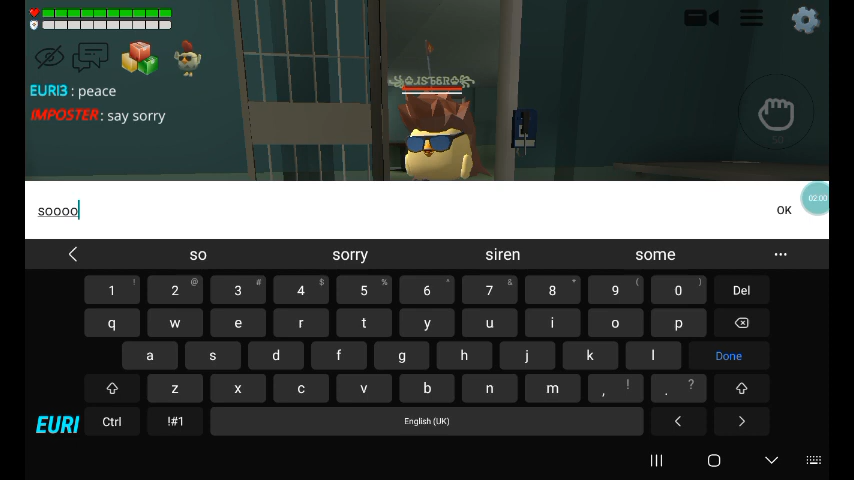 EURI3 : peace
IMPOSTER : say sorry
50
soooo
OK
02:00
so sorry siren some ...
1 ! 2 @ 3 # 4 $ 5 % 6 ^ 7 & 8 * 9 ( 0 ) Del
q w e r t y u i o p
a s d f g h j k l Done
z x c v b n m , ! . ?
EURI
Ctrl !#1 English (UK) < >